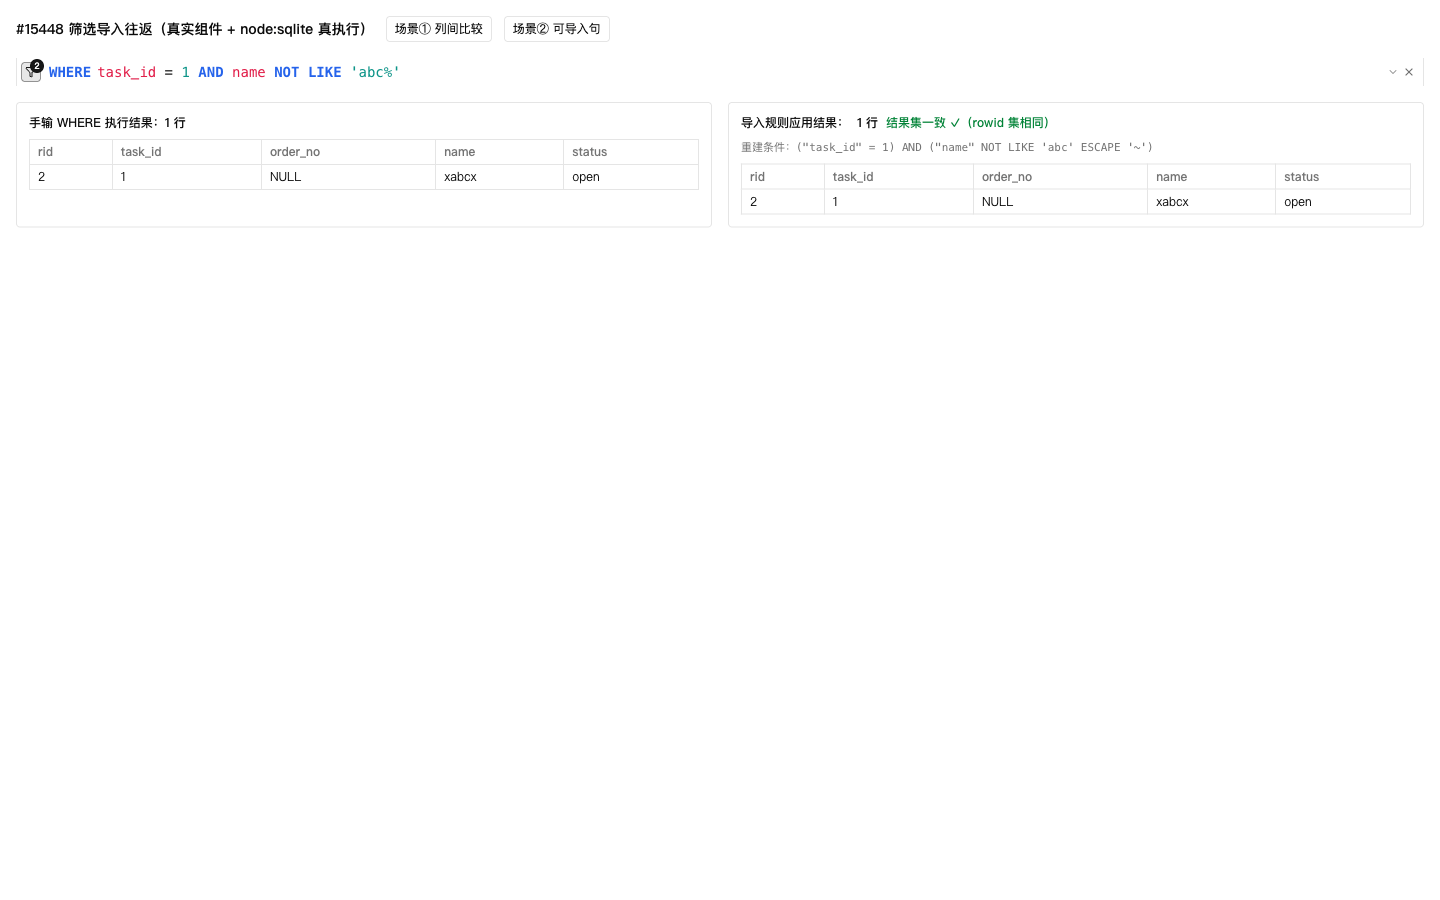 #15448 筛选导入往返（真实组件 + node:sqlite 真执行） 场景① 列间比较 场景② 可导入句
2 WHERE task_id = 1 AND name NOT LIKE 'abc%'
手输 WHERE 执行结果：1 行
rid task_id order_no name status
2 1 NULL xabcx open
导入规则应用结果： 1 行 结果集一致 ✓（rowid 集相同）
重建条件：("task_id" = 1) AND ("name" NOT LIKE 'abc' ESCAPE '~')
rid task_id order_no name status
2 1 NULL xabcx open